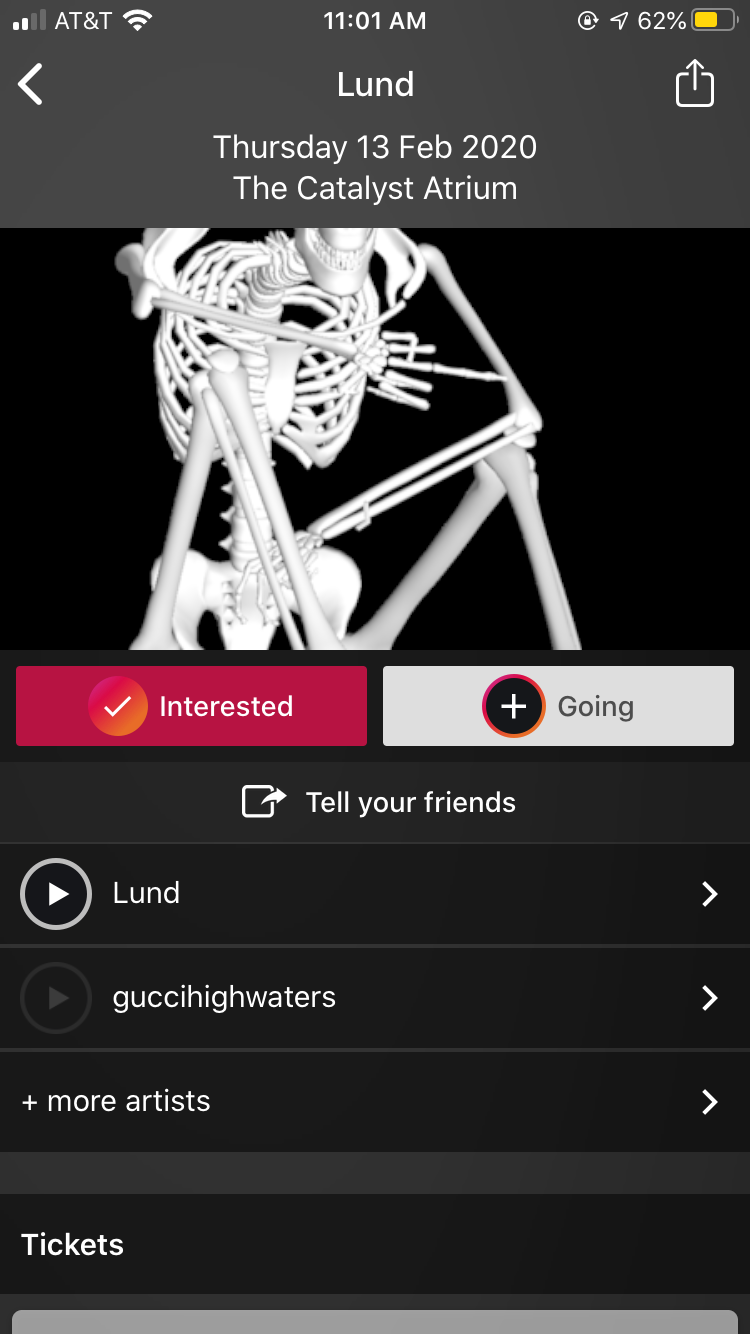 AT&T 11:01 AM 62%
Lund
Thursday 13 Feb 2020
The Catalyst Atrium
Interested
Going
Tell your friends
Lund
guccihighwaters
+ more artists
Tickets